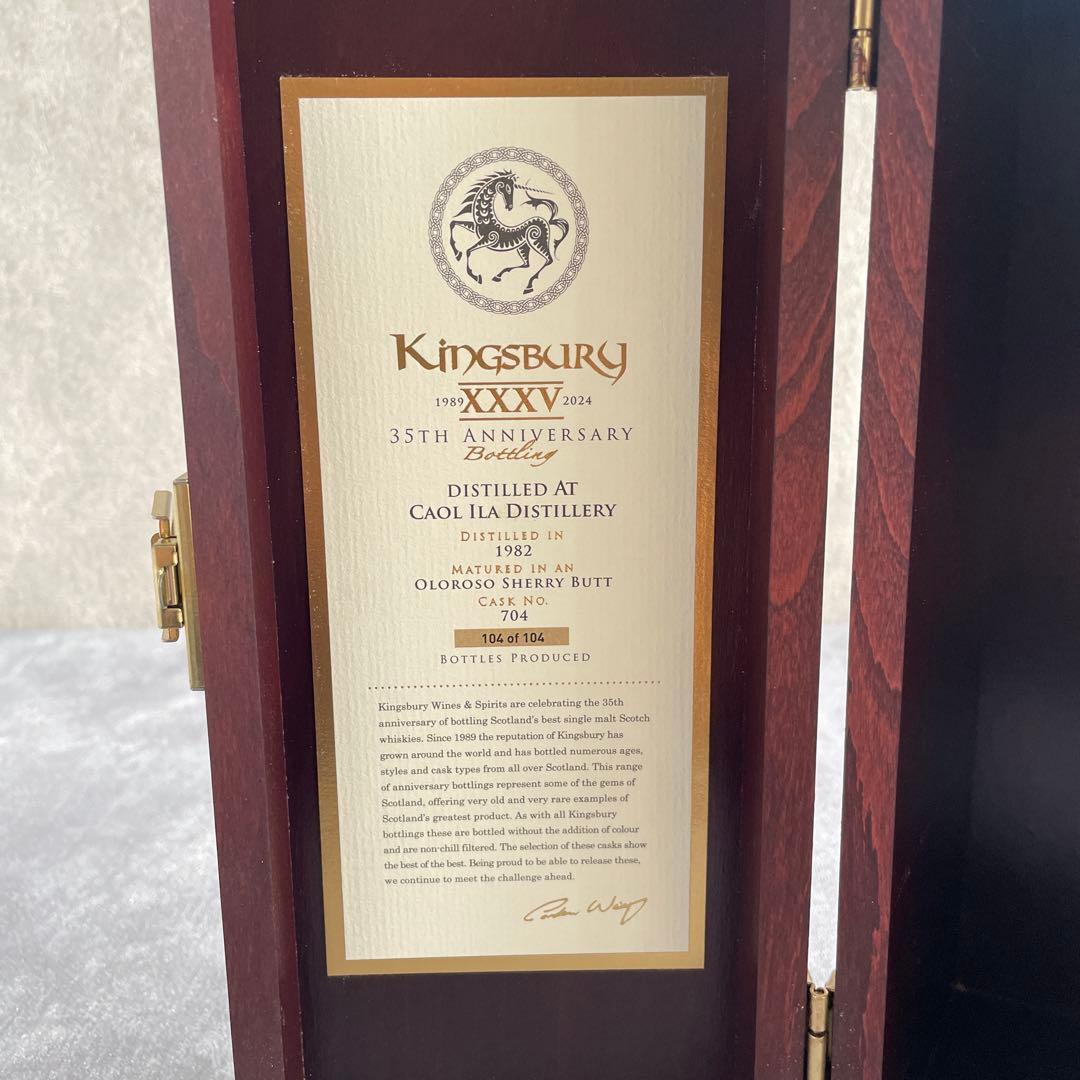 Kingsbury
1989 XXXV 2024
35TH ANNIVERSARY
Bottling
DISTILLED AT
CAOL ILA DISTILLERY
DISTILLED IN
1982
MATURED IN AN
OLOROSO SHERRY BUTT
CASK NO.
704
104 of 104
BOTTLES PRODUCED
Kingsbury Wines & Spirits are celebrating the 35th
anniversary of bottling Scotland's best single malt Scotch
whiskies. Since 1989 the reputation of Kingsbury has
grown around the world and has bottled numerous ages,
styles and cask types from all over Scotland. This range
of anniversary bottlings represent some of the gems of
Scotland, offering very old and very rare examples of
Scotland's greatest product. As with all Kingsbury
bottlings these are bottled without the addition of colour
and are non-chill filtered. The selection of these casks show
the best of the best. Being proud to be able to release these,
we continue to meet the challenge ahead.